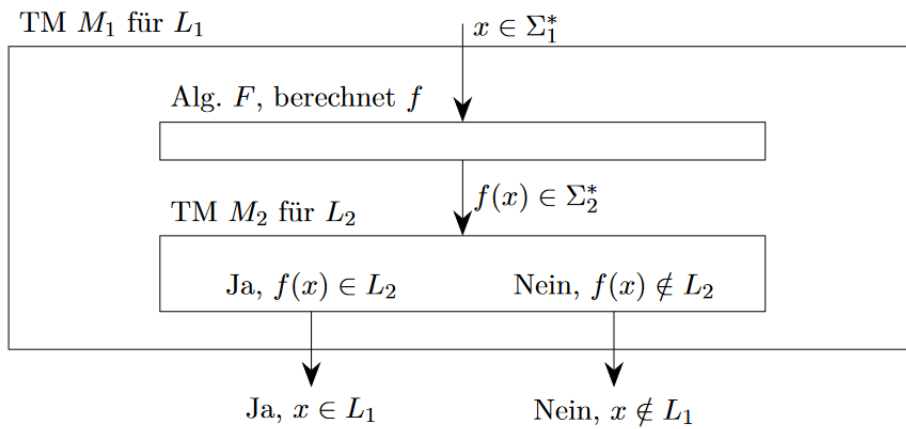 TM M₁ für L₁
x ∈ Σ₁*
Alg. F, berechnet f
f(x) ∈ Σ₂*
TM M₂ für L₂
Ja, f(x) ∈ L₂
Nein, f(x) ∉ L₂
Ja, x ∈ L₁
Nein, x ∉ L₁